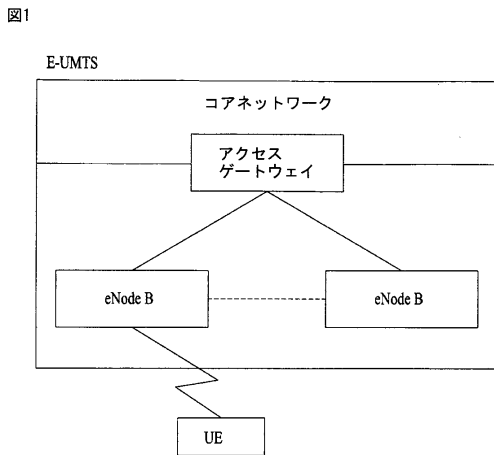 図1
E-UMTS
コアネットワーク
アクセス
ゲートウェイ
eNode B
eNode B
UE